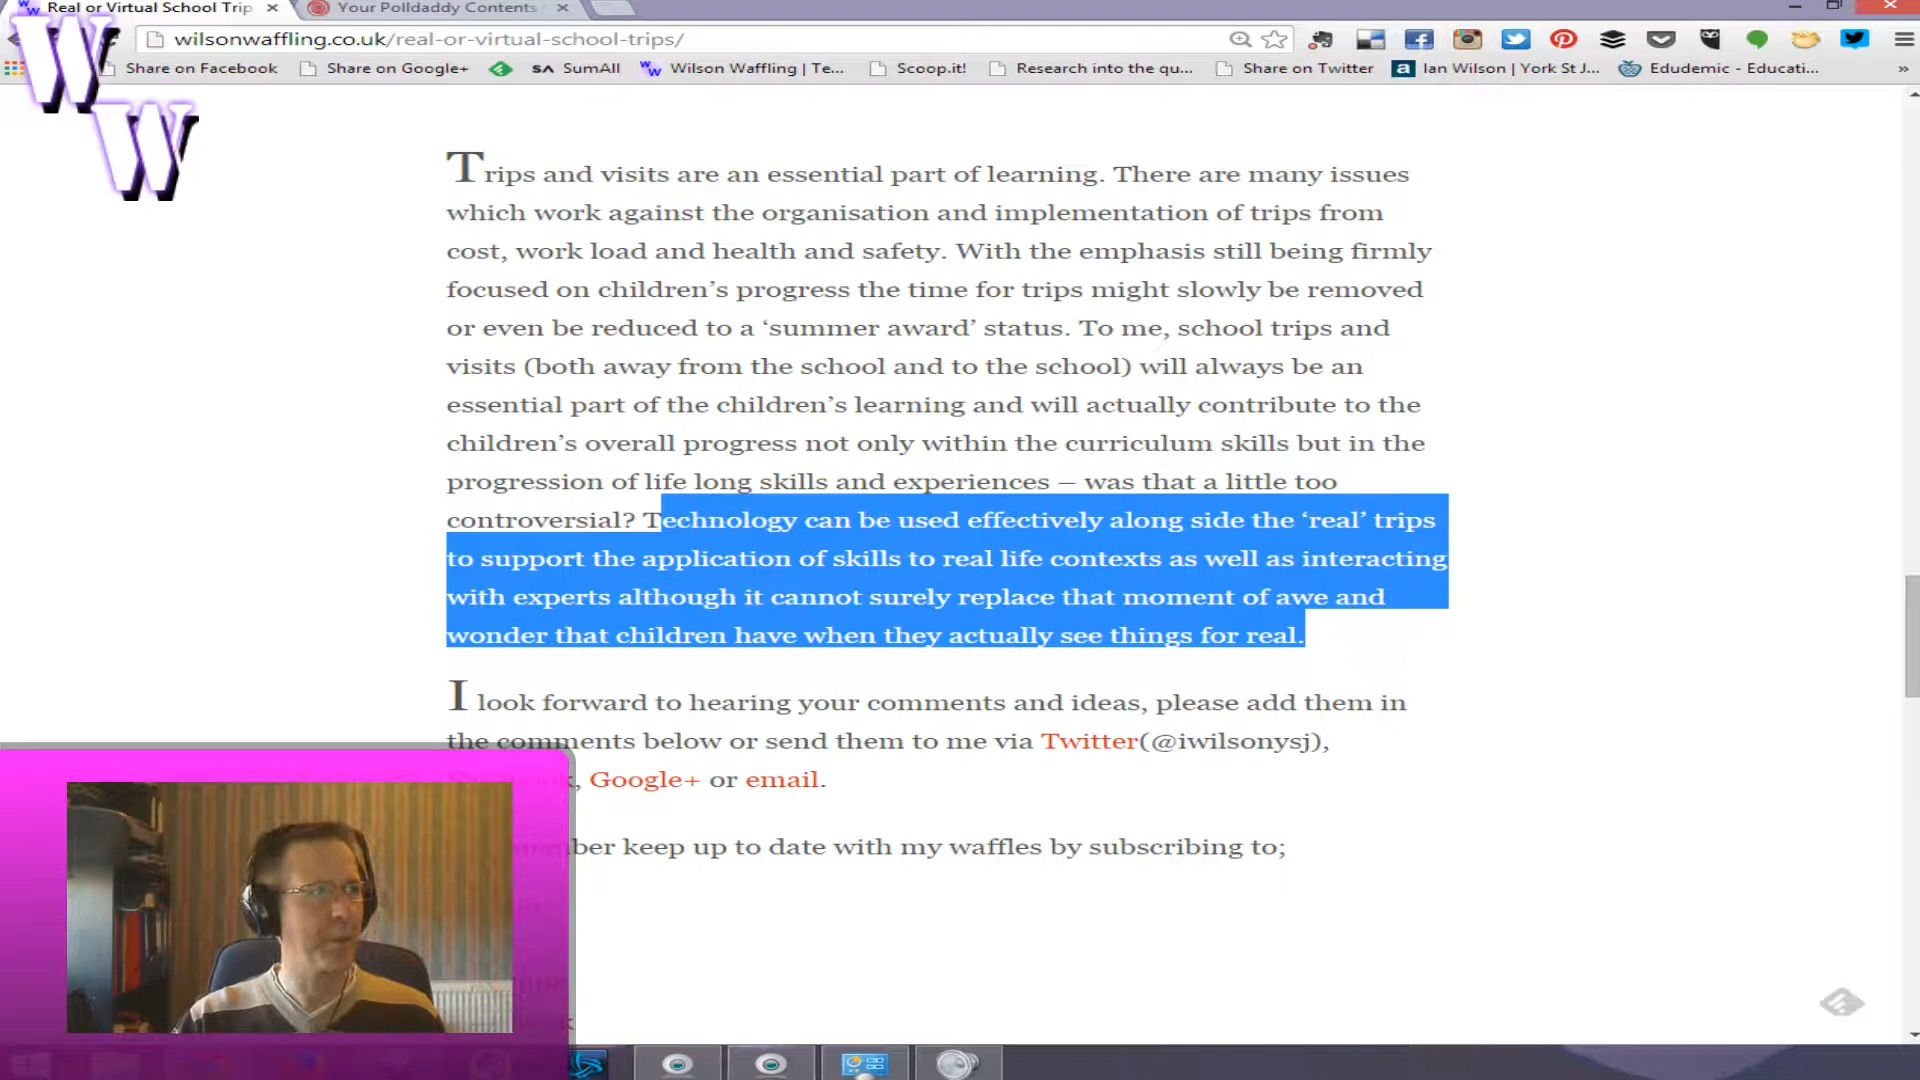 Real or Virtual School Trip
Your Polldaddy Contents
wilsonwaffling.co.uk/real-or-virtual-school-trips/
Share on Facebook
Share on Google+
SumAll
Wilson Waffling | Te...
Scoop.it!
Research into the qu...
Share on Twitter
Ian Wilson | York St J...
Edudemic - Educati...
W
W
Trips and visits are an essential part of learning. There are many issues
which work against the organisation and implementation of trips from
cost, work load and health and safety. With the emphasis still being firmly
focused on children’s progress the time for trips might slowly be removed
or even be reduced to a ‘summer award’ status. To me, school trips and
visits (both away from the school and to the school) will always be an
essential part of the children’s learning and will actually contribute to the
children’s overall progress not only within the curriculum skills but in the
progression of life long skills and experiences – was that a little too
controversial? Technology can be used effectively along side the ‘real’ trips
to support the application of skills to real life contexts as well as interacting
with experts although it cannot surely replace that moment of awe and
wonder that children have when they actually see things for real.
I look forward to hearing your comments and ideas, please add them in
the comments below or send them to me via Twitter(@iwilsonysj),
Google+ or email.
keep up to date with my waffles by subscribing to;